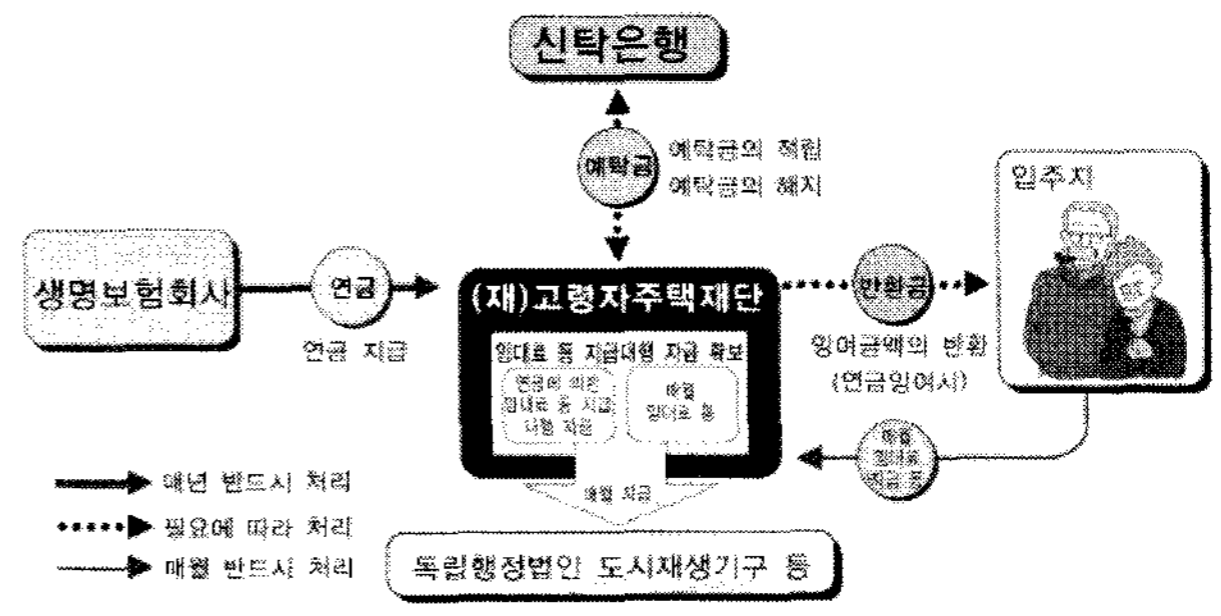 신탁은행
예탁금
예탁금의 적립
예탁금의 해지
입주자
생명보험회사
연금
연금 지급
(재)고령자주택재단
임대료 등 지급대행 자금 확보
연금에 의한
임대료 등 지급
대행 자금
매월
임대료 등
반환금
잉여금액의 반환
(연금잉여시)
매월
임대료
지급 등
매월 지급
매년 반드시 처리
필요에 따라 처리
매월 반드시 처리
독립행정법인 도시재생기구 등